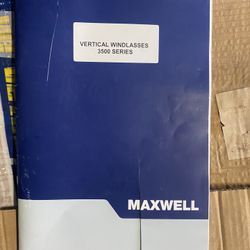 VERTICAL WINDLASSES
3500 SERIES
MAXWELL